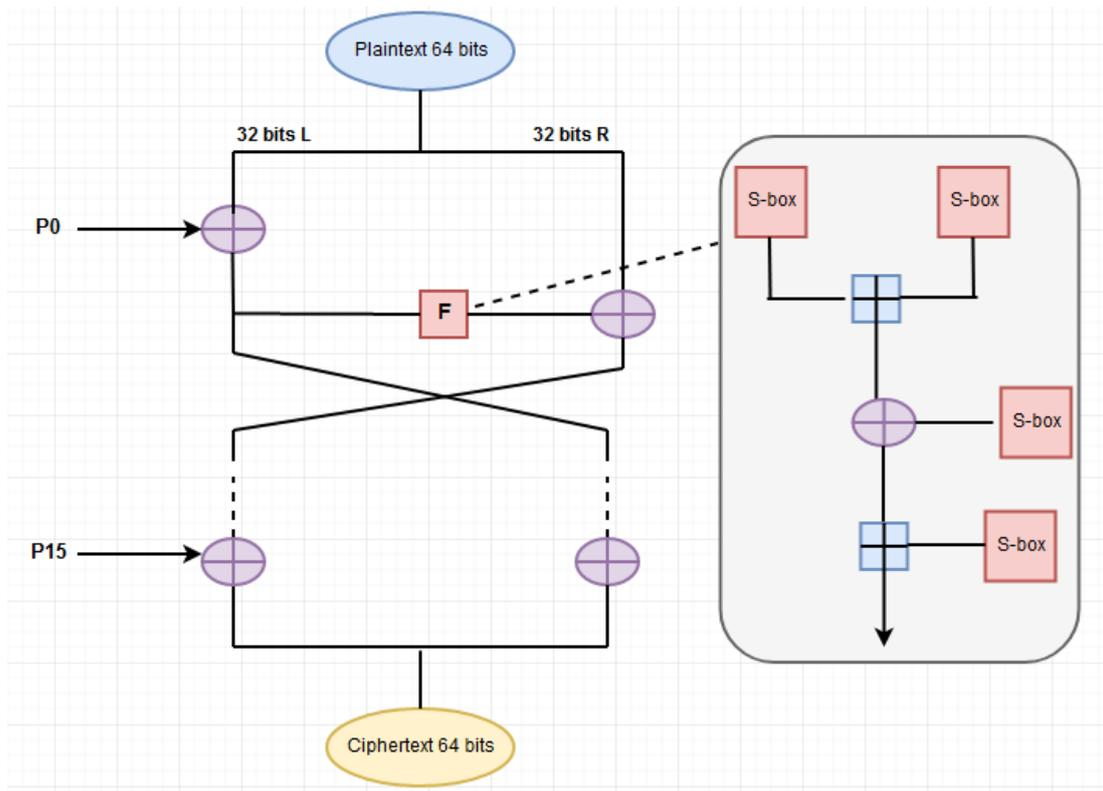 Plaintext 64 bits
32 bits L
32 bits R
S-box
S-box
P0
F
S-box
P15
S-box
Ciphertext 64 bits